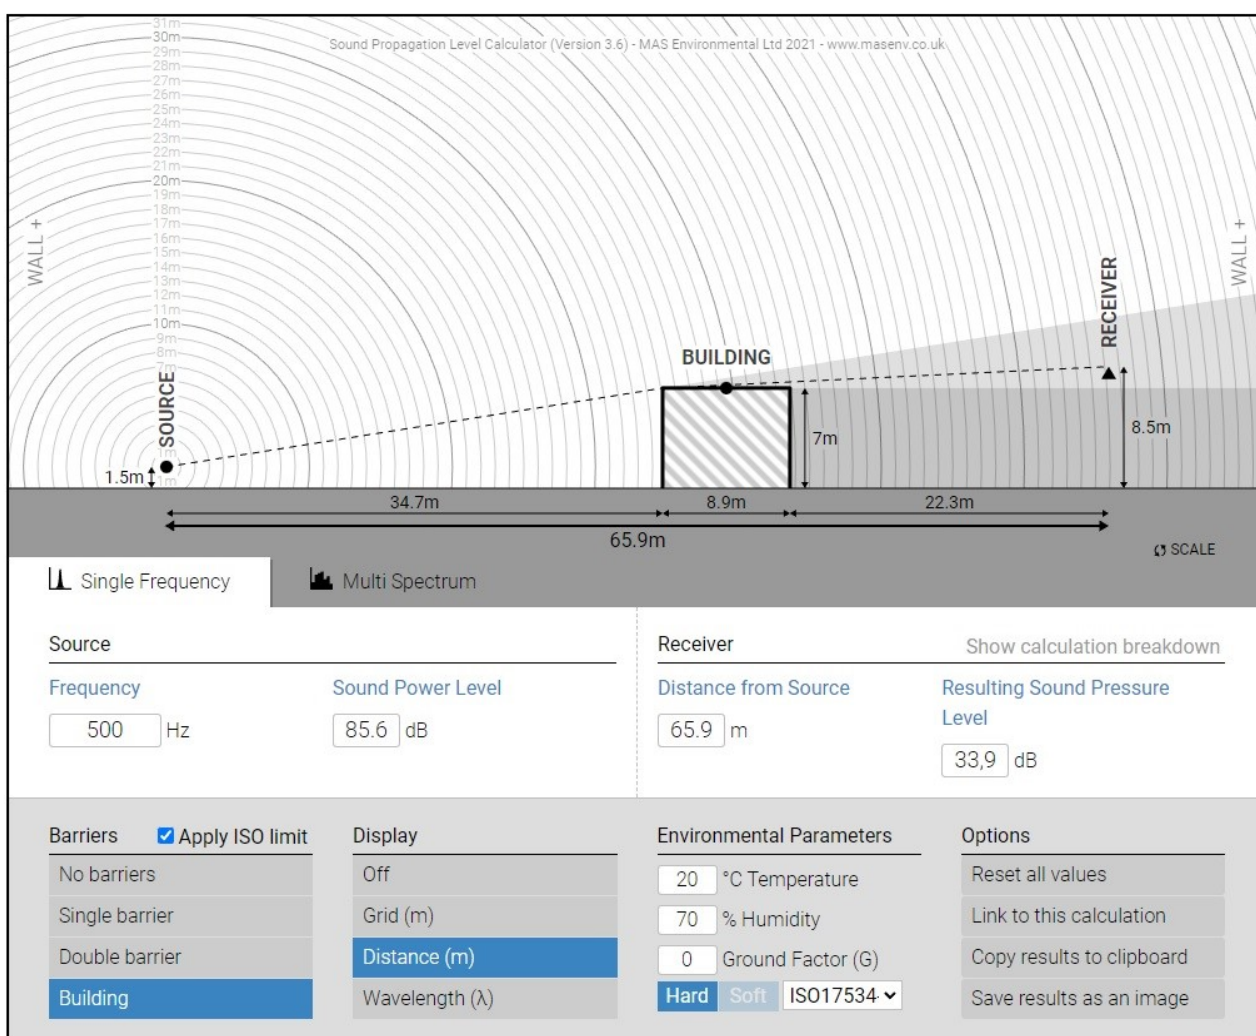 31m
30m
29m
28m
27m
26m
25m
24m
23m
22m
21m
20m
19m
18m
17m
16m
15m
14m
13m
12m
11m
10m
9m
8m
7m
1m
Sound Propagation Level Calculator (Version 3.6) - MAS Environmental Ltd 2021 - www.masenv.co.uk
WALL +
WALL +
SOURCE
BUILDING
RECEIVER
1.5m
7m
8.5m
34.7m
8.9m
22.3m
65.9m
SCALE
Single Frequency
Multi Spectrum
Source
Frequency
500 Hz
Sound Power Level
85.6 dB
Receiver
Show calculation breakdown
Distance from Source
65.9 m
Resulting Sound Pressure
Level
33,9 dB
Barriers
Apply ISO limit
No barriers
Single barrier
Double barrier
Building
Display
Off
Grid (m)
Distance (m)
Wavelength (λ)
Environmental Parameters
20 °C Temperature
70 % Humidity
0 Ground Factor (G)
Hard Soft ISO17534-
Options
Reset all values
Link to this calculation
Copy results to clipboard
Save results as an image